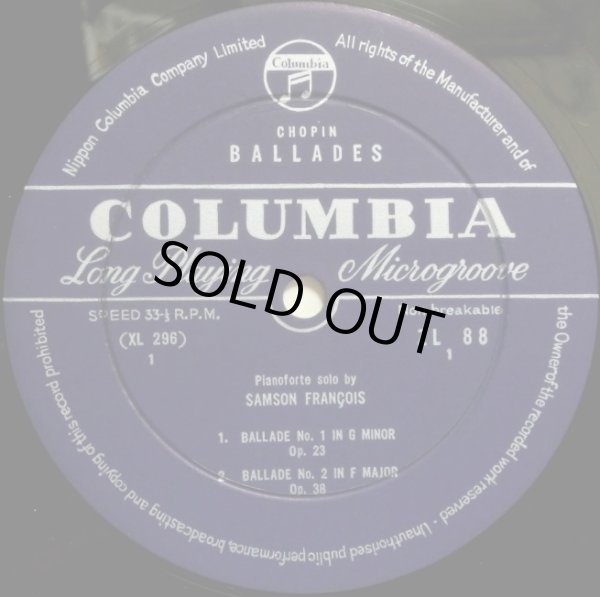 Nippon Columbia Company Limited
All rights of the Manufacturer and of
the Owner of the recorded work reserved · Unauthorised public performance, broadcasting and copying of this record prohibited
Columbia
CHOPIN
BALLADES
COLUMBIA
Long Playing Microgroove
SPEED 33-⅓ R.P.M. Non-breakable
(XL 296) L 88
1 1
SOLD OUT
Pianoforte solo by
SAMSON FRANÇOIS
1. BALLADE No. 1 IN G MINOR
Op. 23
2. BALLADE No. 2 IN F MAJOR
Op. 38